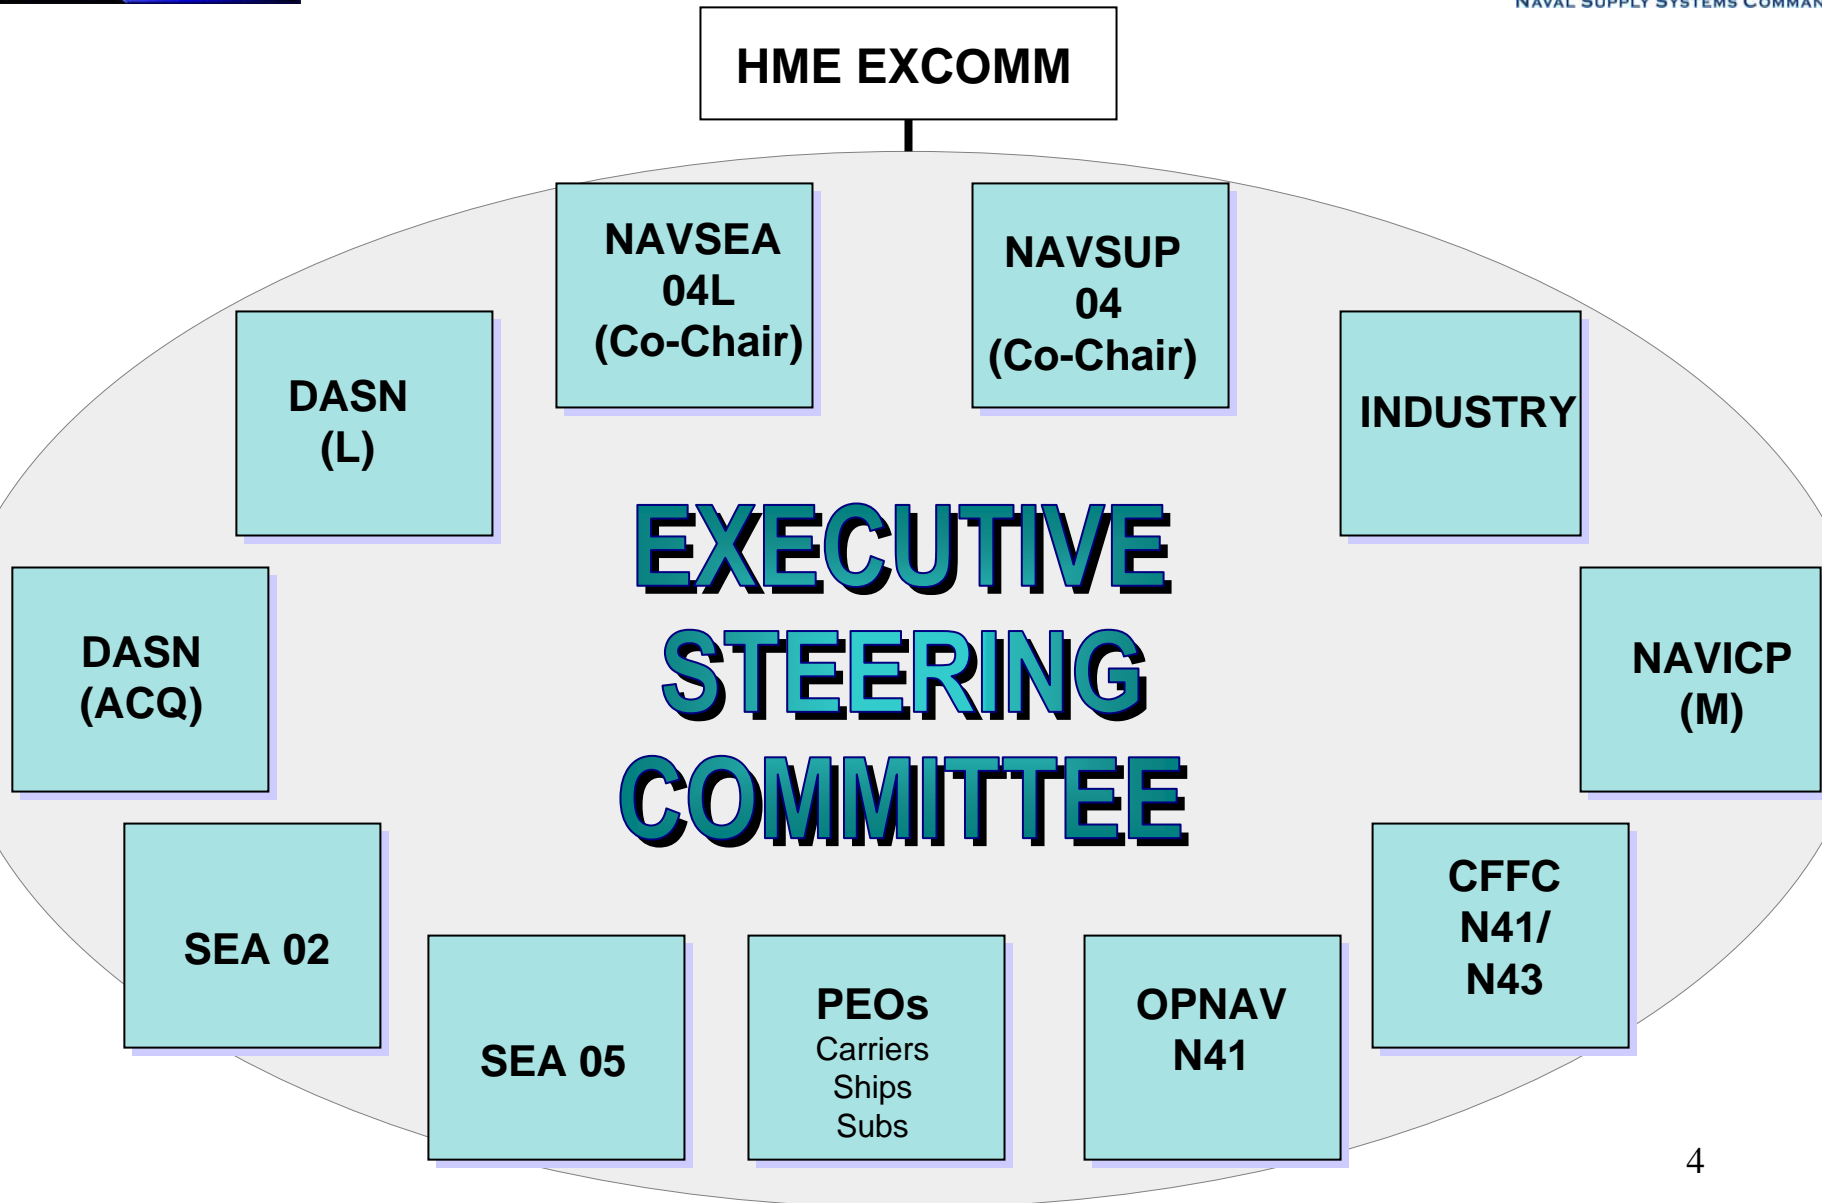 NAVAL SUPPLY SYSTEMS COMMAN
HME EXCOMM
NAVSEA
04L
(Co-Chair)
NAVSUP
04
(Co-Chair)
DASN
(L)
INDUSTRY
EXECUTIVE
STEERING
COMMITTEE
DASN
(ACQ)
NAVICP
(M)
SEA 02
CFFC
N41/
N43
SEA 05
PEOs
Carriers
Ships
Subs
OPNAV
N41
4